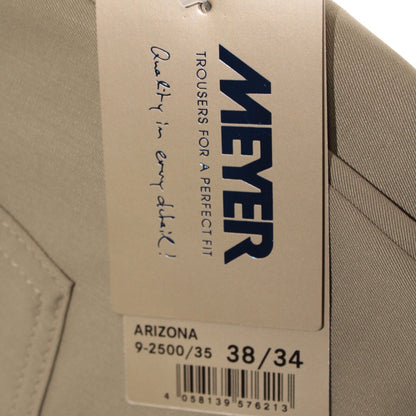 MEYER
TROUSERS FOR A PERFECT FIT
Quality in every detail!
ARIZONA
9-2500/35 38/34
4 058139 576213